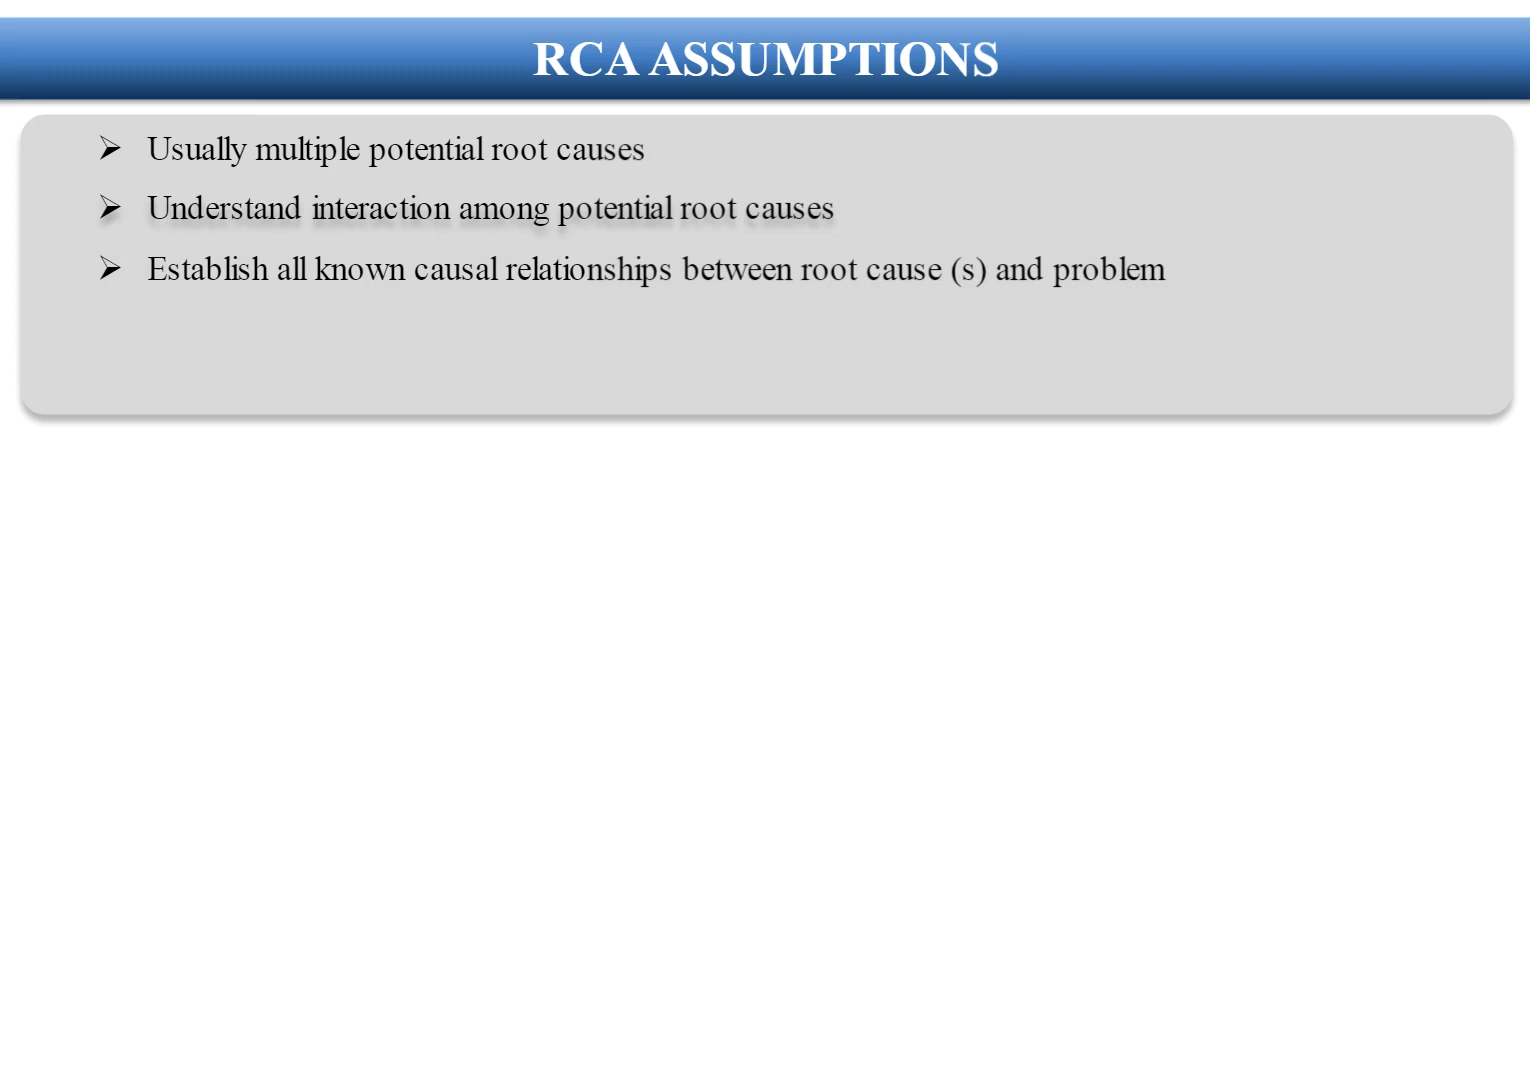 RCA ASSUMPTIONS
➢ Usually multiple potential root causes
➢ Understand interaction among potential root causes
➢ Establish all known causal relationships between root cause (s) and problem